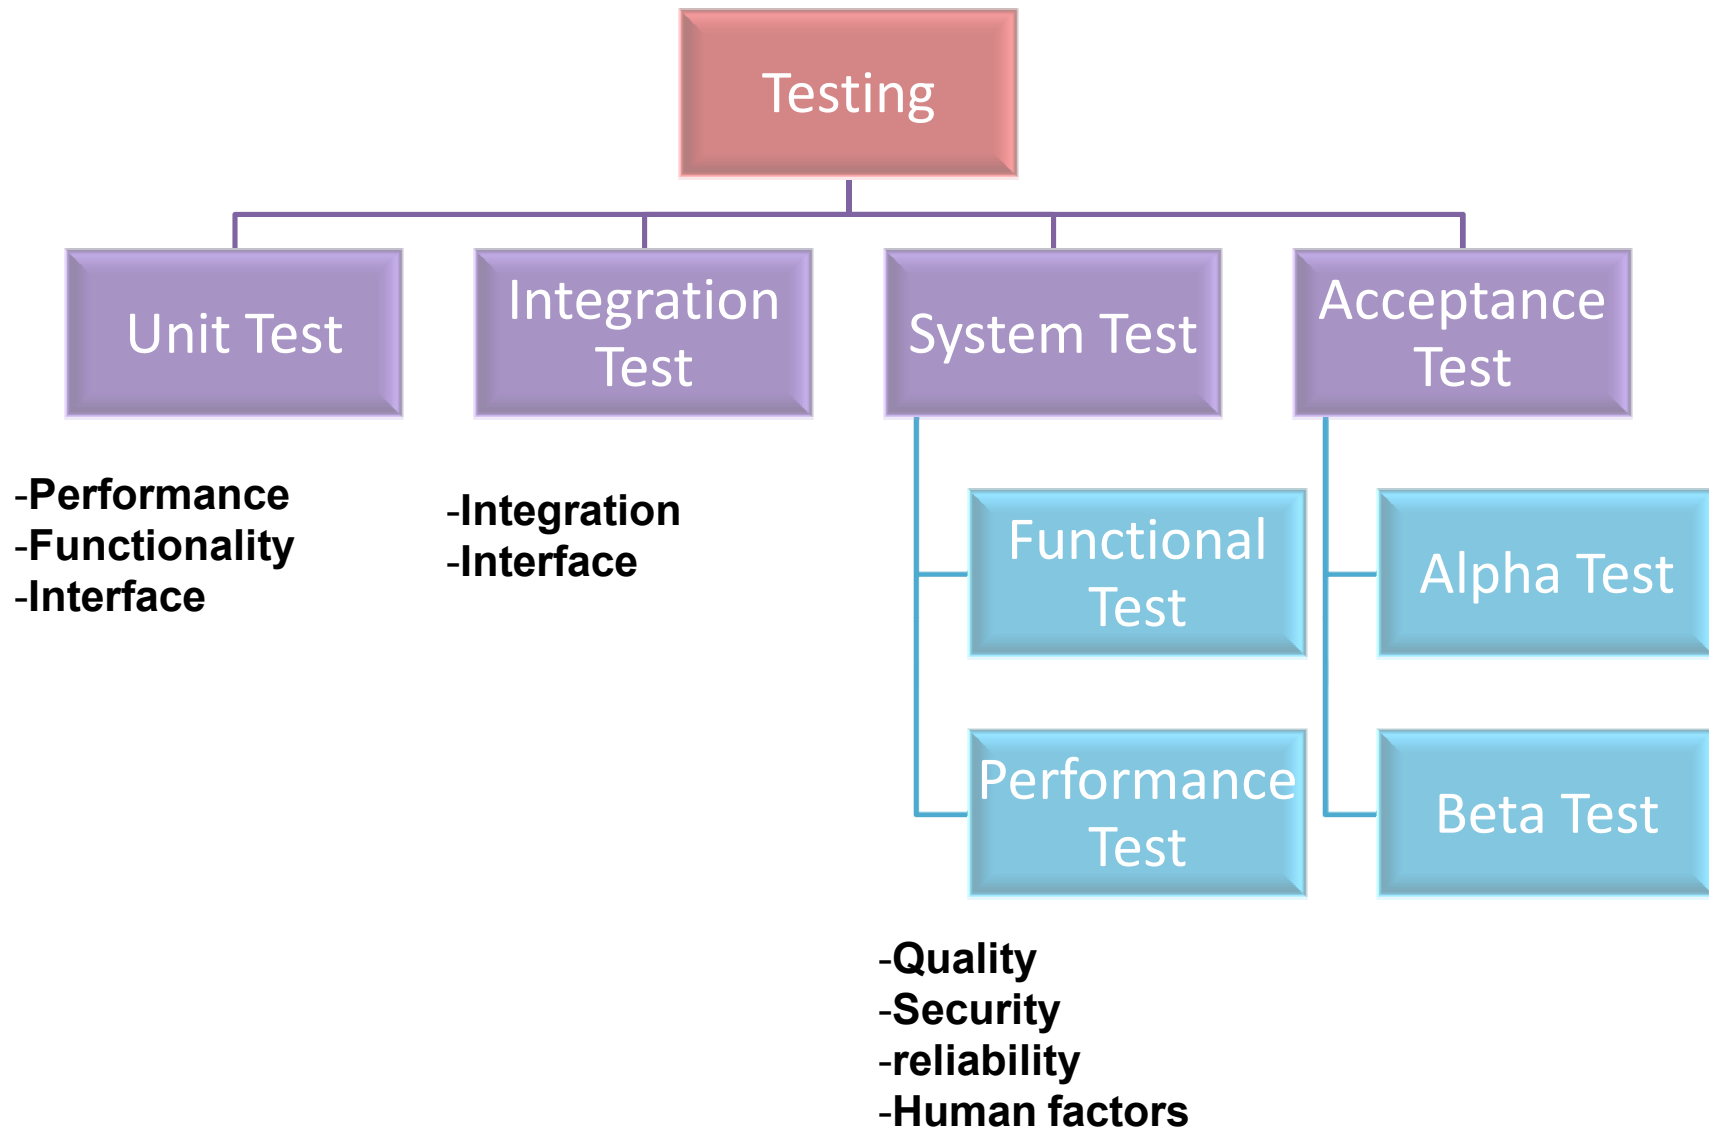 Testing
Unit Test
Integration
Test
System Test
Acceptance
Test
-Performance
-Functionality
-Interface
-Integration
-Interface
Functional
Test
Alpha Test
Performance
Test
Beta Test
-Quality
-Security
-reliability
-Human factors